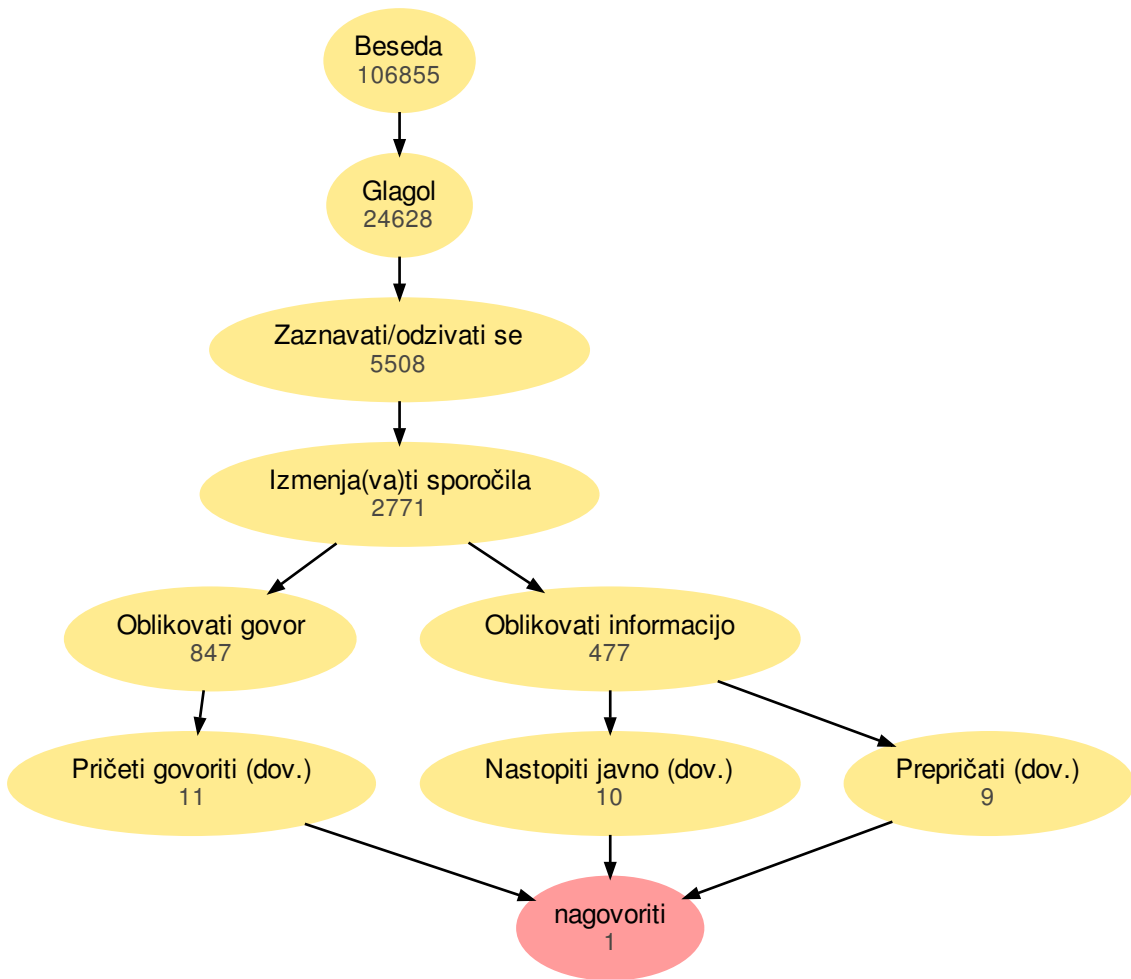 Beseda
106855
Glagol
24628
Zaznavati/odzivati se
5508
Izmenja(va)ti sporočila
2771
Oblikovati govor
847
Oblikovati informacijo
477
Pričeti govoriti (dov.)
11
Nastopiti javno (dov.)
10
Prepričati (dov.)
9
nagovoriti
1